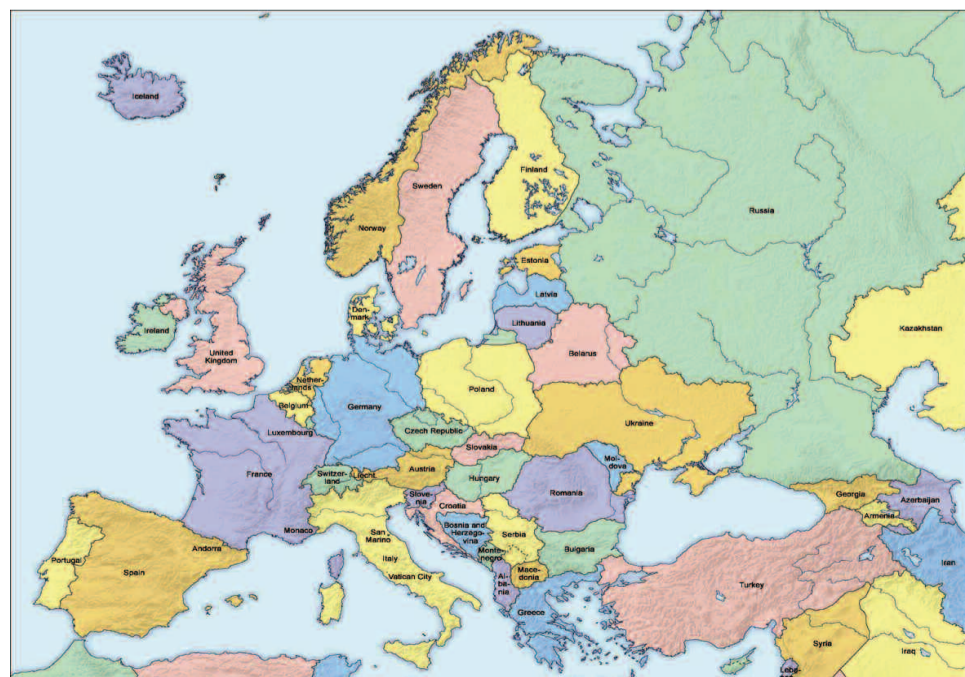 Iceland
Finland
Sweden
Russia
Norway
Estonia
Latvia
Den-
mark
Lithuania
Ireland
Kazakhstan
United
Kingdom
Belarus
Nether-
lands
Poland
Belgium
Germany
Ukraine
Luxembourg
Czech Republic
Slovakia
Mol-
dova
France
Switzer-
land
Liecht.
Austria
Hungary
Romania
Slove-
nia
Croatia
Georgia
Azerbaijan
Armenia
Monaco
San
Marino
Bosnia and
Herzego-
vina
Serbia
Andorra
Portugal
Spain
Italy
Monte-
negro
Bulgaria
Vatican City
Al-
ba-
nia
Mace-
donia
Turkey
Iran
Greece
Syria
Iraq
Leba-